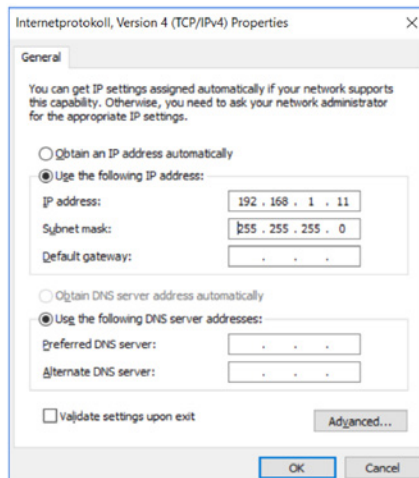 Internetprotokoll, Version 4 (TCP/IPv4) Properties
General
You can get IP settings assigned automatically if your network supports
this capability. Otherwise, you need to ask your network administrator
for the appropriate IP settings.
Obtain an IP address automatically
Use the following IP address:
IP address: 192 . 168 . 1 . 11
Subnet mask: 255 . 255 . 255 . 0
Default gateway: . . .
Obtain DNS server address automatically
Use the following DNS server addresses:
Preferred DNS server: . . .
Alternate DNS server: . . .
Validate settings upon exit Advanced...
OK Cancel